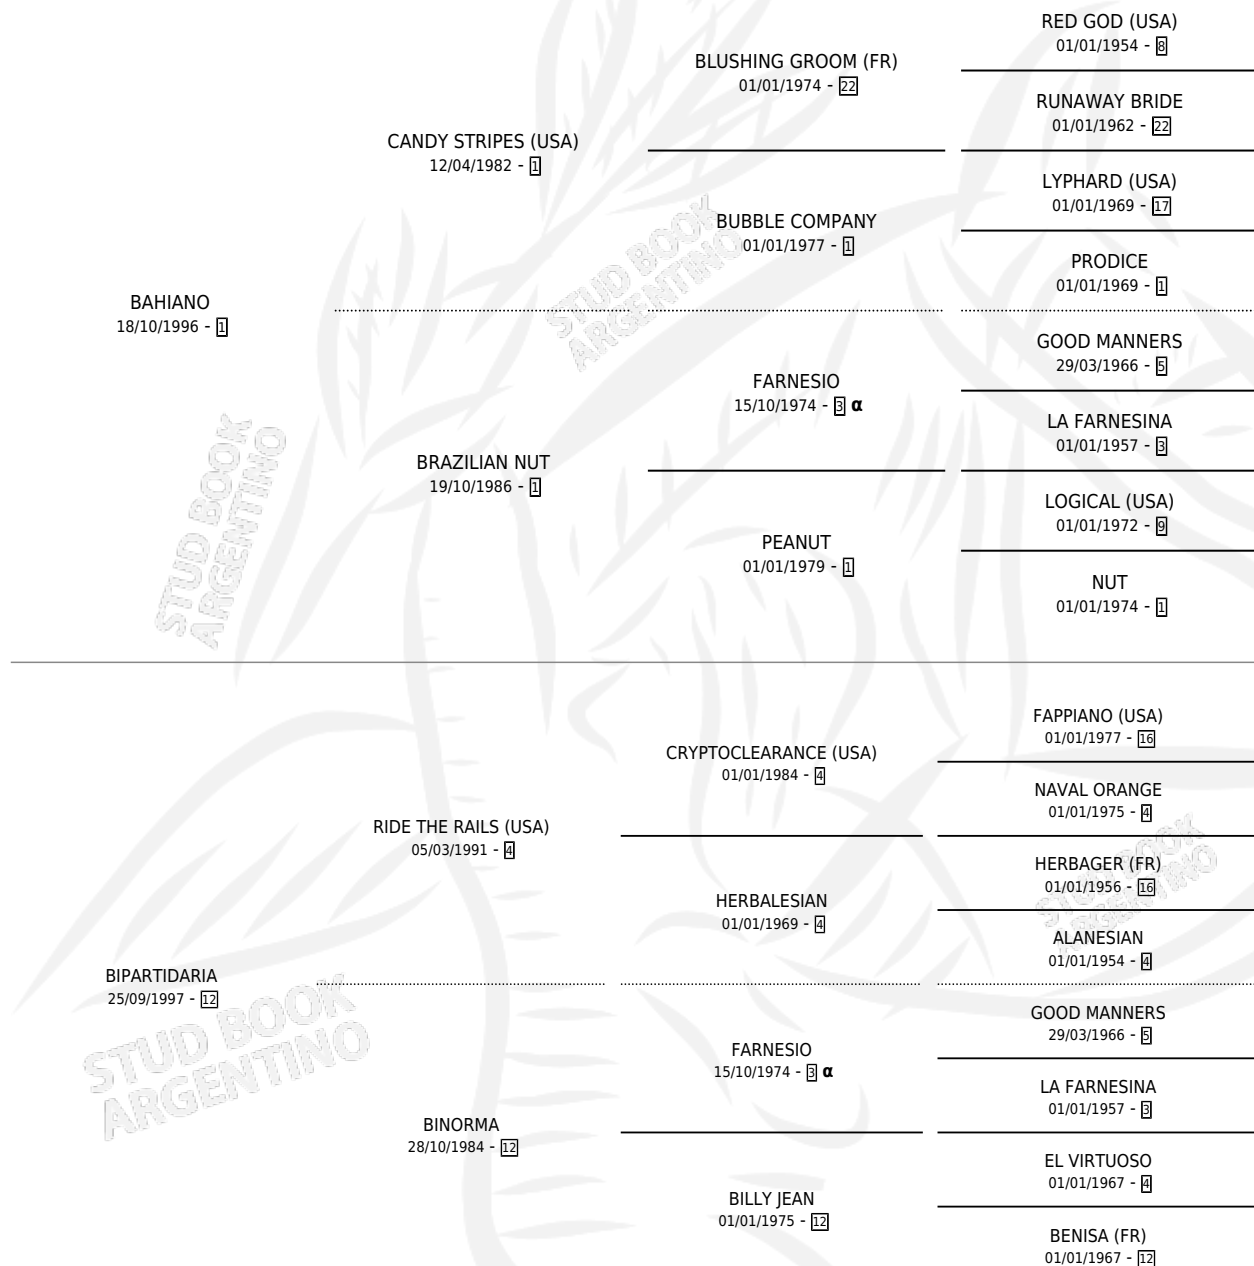 RED GOD (USA)
01/01/1954 - 8
BLUSHING GROOM (FR)
01/01/1974 - 22
RUNAWAY BRIDE
01/01/1962 - 22
CANDY STRIPES (USA)
12/04/1982 - 1
LYPHARD (USA)
01/01/1969 - 17
BUBBLE COMPANY
01/01/1977 - 1
PRODICE
01/01/1969 - 1
STUD BOOK
ARGENTINO
BAHIANO
18/10/1996 - 1
GOOD MANNERS
29/03/1966 - 5
FARNESIO
15/10/1974 - 3 α
LA FARNESINA
01/01/1957 - 3
BRAZILIAN NUT
19/10/1986 - 1
LOGICAL (USA)
01/01/1972 - 9
PEANUT
01/01/1979 - 1
NUT
01/01/1974 - 1
STUD BOOK
ARGENTINO
FAPPIANO (USA)
01/01/1977 - 16
CRYPTOCLEARANCE (USA)
01/01/1984 - 4
NAVAL ORANGE
01/01/1975 - 4
RIDE THE RAILS (USA)
05/03/1991 - 4
HERBAGER (FR)
01/01/1956 - 16
HERBALESIAN
01/01/1969 - 4
ALANESIAN
01/01/1954 - 4
STUD BOOK
ARGENTINO
BIPARTIDARIA
25/09/1997 - 12
GOOD MANNERS
29/03/1966 - 5
FARNESIO
15/10/1974 - 3 α
LA FARNESINA
01/01/1957 - 3
STUD BOOK
ARGENTINO
BINORMA
28/10/1984 - 12
EL VIRTUOSO
01/01/1967 - 4
BILLY JEAN
01/01/1975 - 12
BENISA (FR)
01/01/1967 - 12